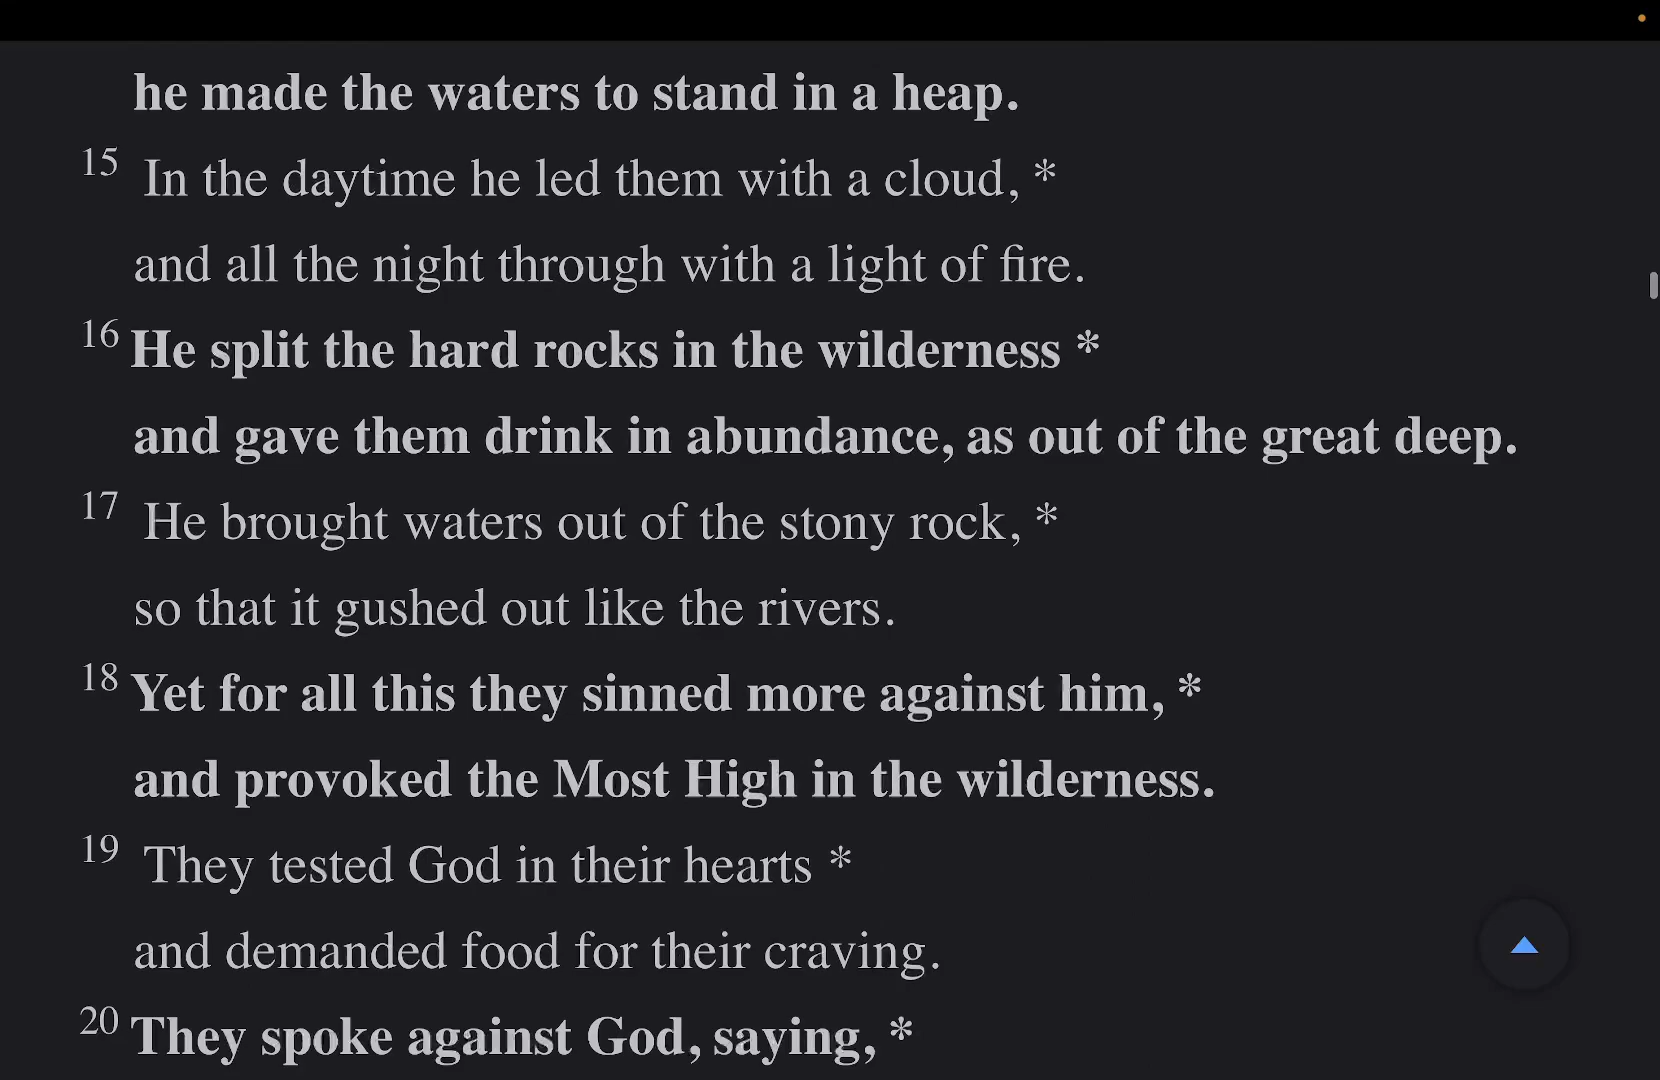 he made the waters to stand in a heap.
15 In the daytime he led them with a cloud, *
and all the night through with a light of fire.
16 He split the hard rocks in the wilderness *
and gave them drink in abundance, as out of the great deep.
17 He brought waters out of the stony rock, *
so that it gushed out like the rivers.
18 Yet for all this they sinned more against him, *
and provoked the Most High in the wilderness.
19 They tested God in their hearts *
and demanded food for their craving.
20 They spoke against God, saying, *